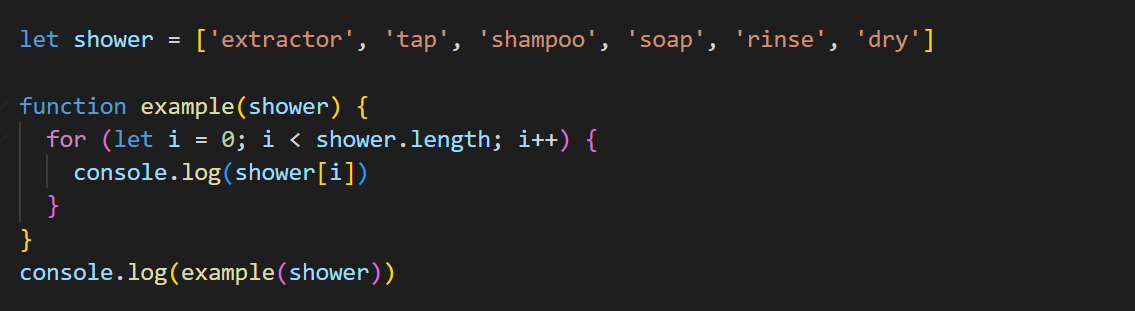 let shower = ['extractor', 'tap', 'shampoo', 'soap', 'rinse', 'dry']
function example(shower) {
for (let i = 0; i < shower.length; i++) {
console.log(shower[i])
}
}
console.log(example(shower))